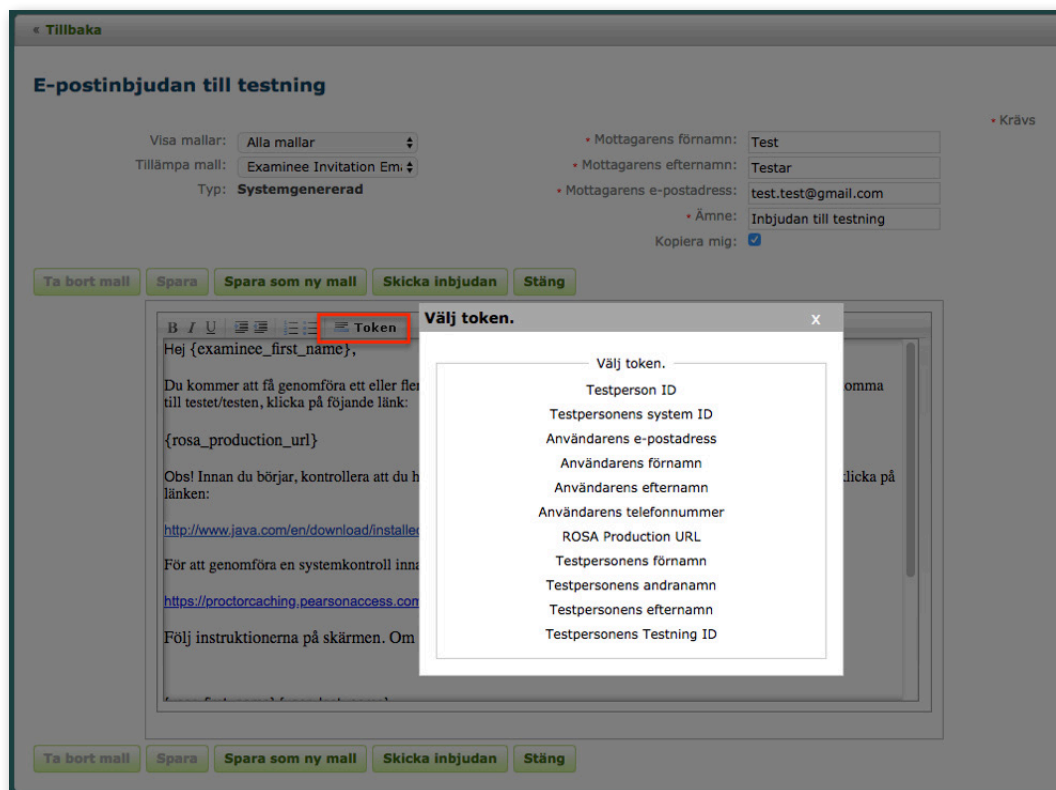 « Tillbaka
E-postinbjudan till testning
• Krävs
Visa mallar: Alla mallar
Tillämpa mall: Examinee Invitation Em
Typ: Systemgenererad
• Mottagarens förnamn: Test
• Mottagarens efternamn: Testar
• Mottagarens e-postadress: test.test@gmail.com
• Ämne: Inbjudan till testning
Kopiera mig:
Ta bort mall Spara Spara som ny mall Skicka inbjudan Stäng
B I U Token
Hej {examinee_first_name},
Du kommer att få genomföra ett eller fler
komma
till testet/testen, klicka på föjande länk:
{rosa_production_url}
Obs! Innan du börjar, kontrollera att du h
klicka på
länken:
http://www.java.com/en/download/installed
För att genomföra en systemkontroll inna
https://proctorcaching.pearsonaccess.com
Följ instruktionerna på skärmen. Om
Välj token. X
Välj token.
Testperson ID
Testpersonens system ID
Användarens e-postadress
Användarens förnamn
Användarens efternamn
Användarens telefonnummer
ROSA Production URL
Testpersonens förnamn
Testpersonens andranamn
Testpersonens efternamn
Testpersonens Testning ID
Ta bort mall Spara Spara som ny mall Skicka inbjudan Stäng